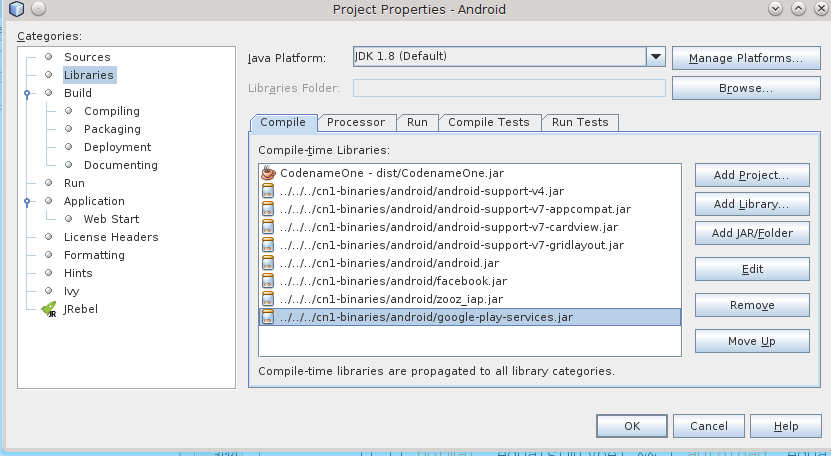 Project Properties - Android
Categories:
Sources
Libraries
Build
Compiling
Packaging
Deployment
Documenting
Run
Application
Web Start
License Headers
Formatting
Hints
Ivy
JRebel
Java Platform:
JDK 1.8 (Default)
Manage Platforms...
Libraries Folder:
Browse...
Compile
Processor
Run
Compile Tests
Run Tests
Compile-time Libraries:
CodenameOne - dist/CodenameOne.jar
../../../cn1-binaries/android/android-support-v4.jar
../../../cn1-binaries/android/android-support-v7-appcompat.jar
../../../cn1-binaries/android/android-support-v7-cardview.jar
../../../cn1-binaries/android/android-support-v7-gridlayout.jar
../../../cn1-binaries/android/android.jar
../../../cn1-binaries/android/facebook.jar
../../../cn1-binaries/android/zooz_iap.jar
../../../cn1-binaries/android/google-play-services.jar
Add Project...
Add Library...
Add JAR/Folder
Edit
Remove
Move Up
Compile-time libraries are propagated to all library categories.
OK
Cancel
Help